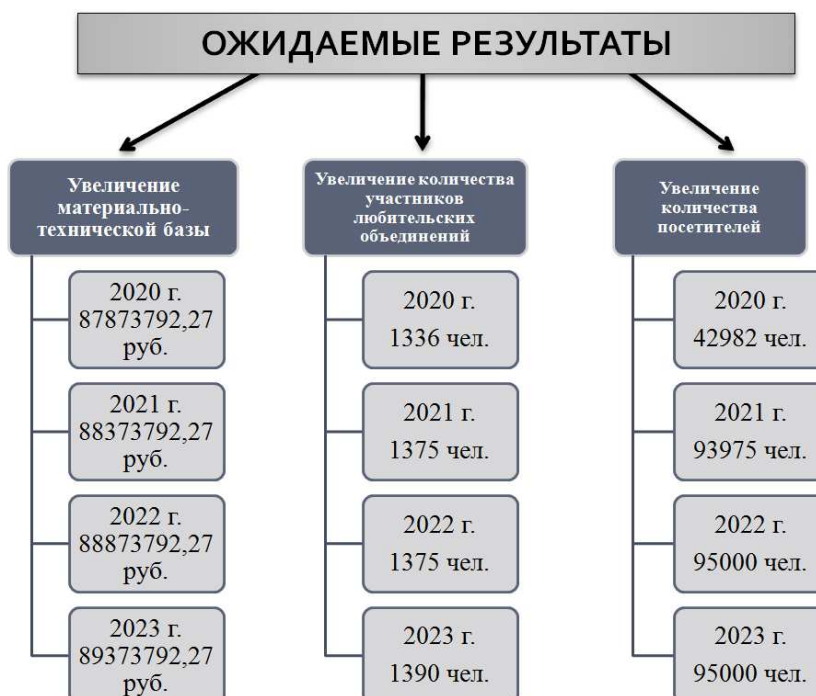 ОЖИДАЕМЫЕ РЕЗУЛЬТАТЫ
Увеличение
материально-
технической базы
2020 г.
87873792,27
руб.
2021 г.
88373792,27
руб.
2022 г.
88873792,27
руб.
2023 г.
89373792,27
руб.
Увеличение количества
участников
любительских
объединений
2020 г.
1336 чел.
2021 г.
1375 чел.
2022 г.
1375 чел.
2023 г.
1390 чел.
Увеличение
количества
посетителей
2020 г.
42982 чел.
2021 г.
93975 чел.
2022 г.
95000 чел.
2023 г.
95000 чел.